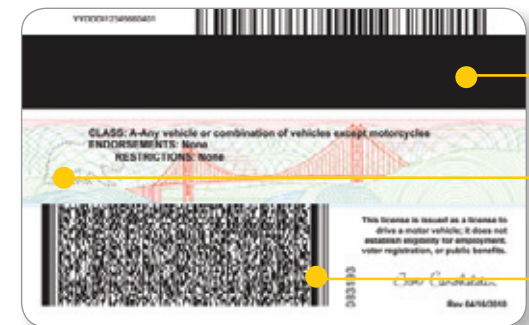 CLASS: A-Any vehicle or combination of vehicles except motorcycles
ENDORSEMENTS: None
RESTRICTIONS: None
This license is issued as a license to
drive a motor vehicle; it does not
establish eligibility for employment,
voter registration, or public benefits.
Rev 04/16/2010